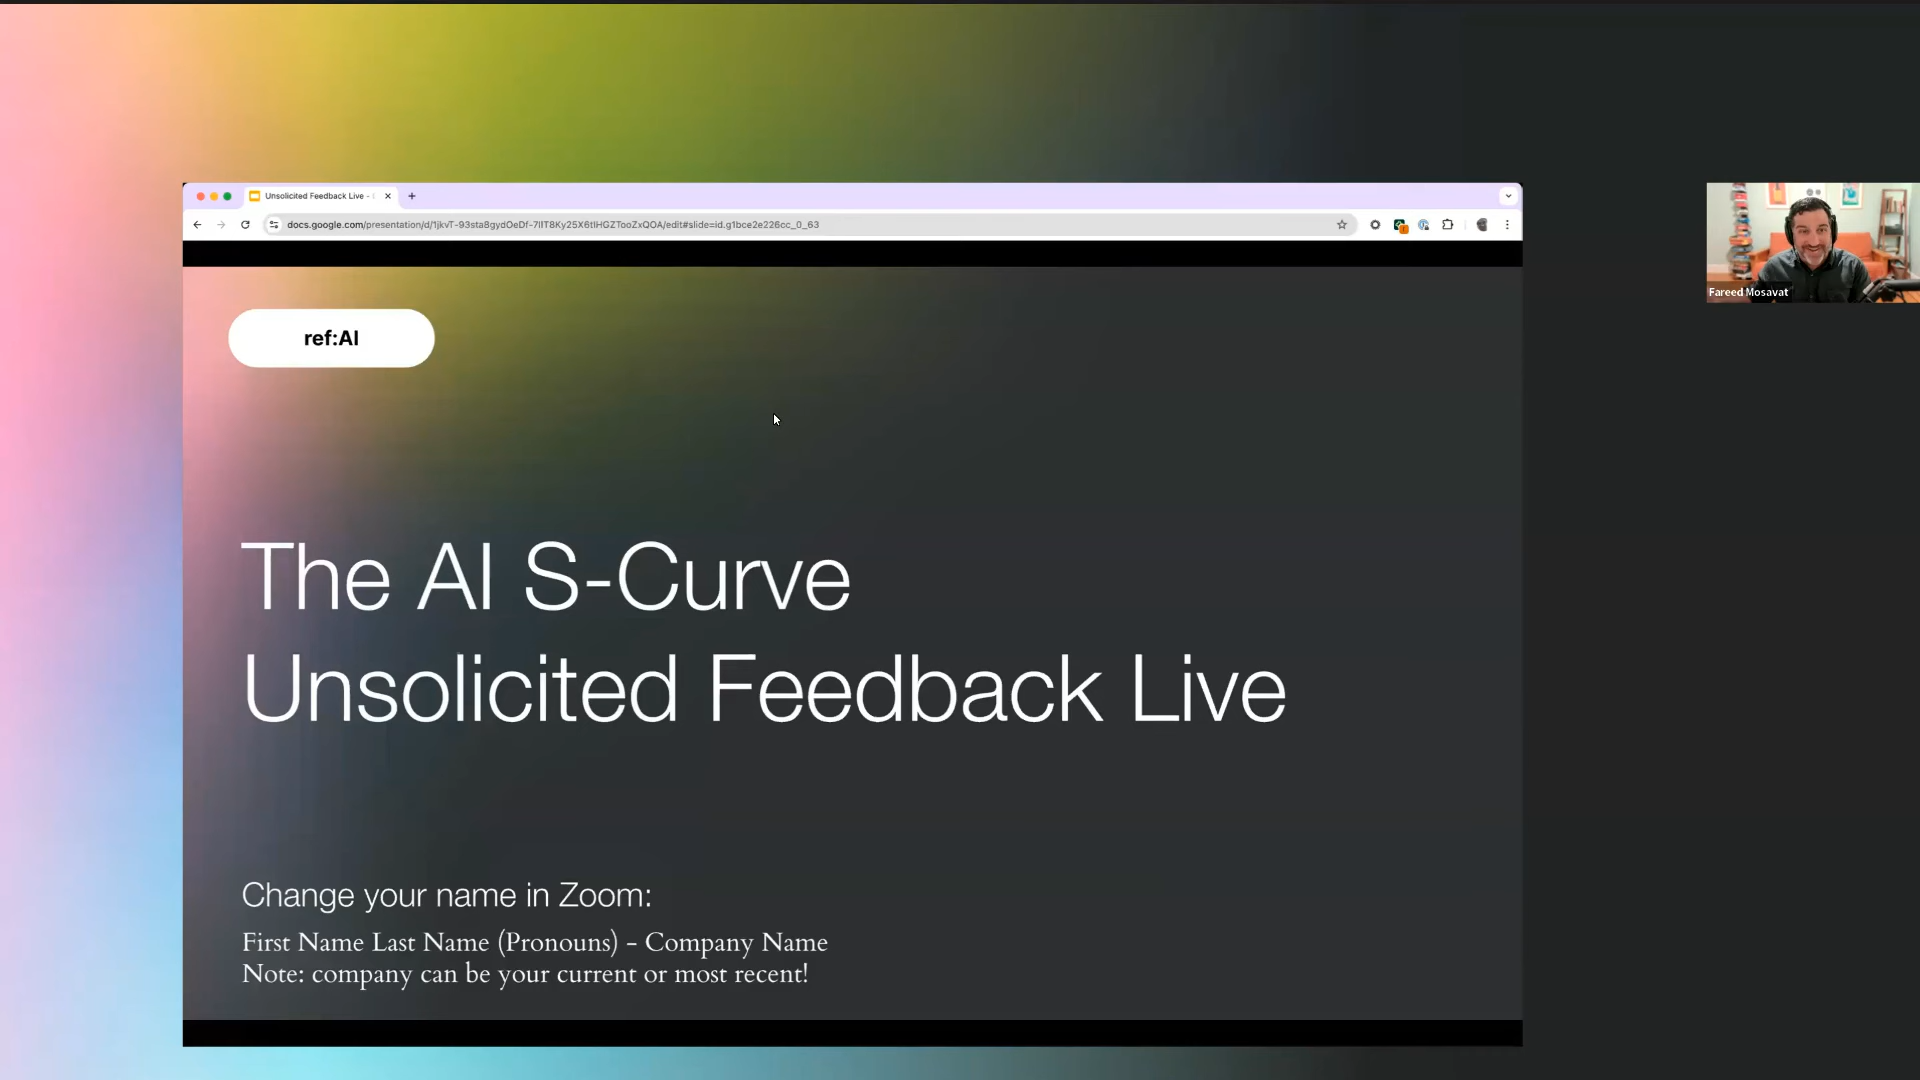 Unsolicited Feedback Live -
docs.google.com/presentation/d/1jkvT-93sta8gydOeDf-7IIT8Ky25X6tIHGZTooZxQOA/edit#slide=id.g1bce2e226cc_0_63
ref:AI
Fareed Mosavat
The AI S-Curve
Unsolicited Feedback Live
Change your name in Zoom:
First Name Last Name (Pronouns) - Company Name
Note: company can be your current or most recent!